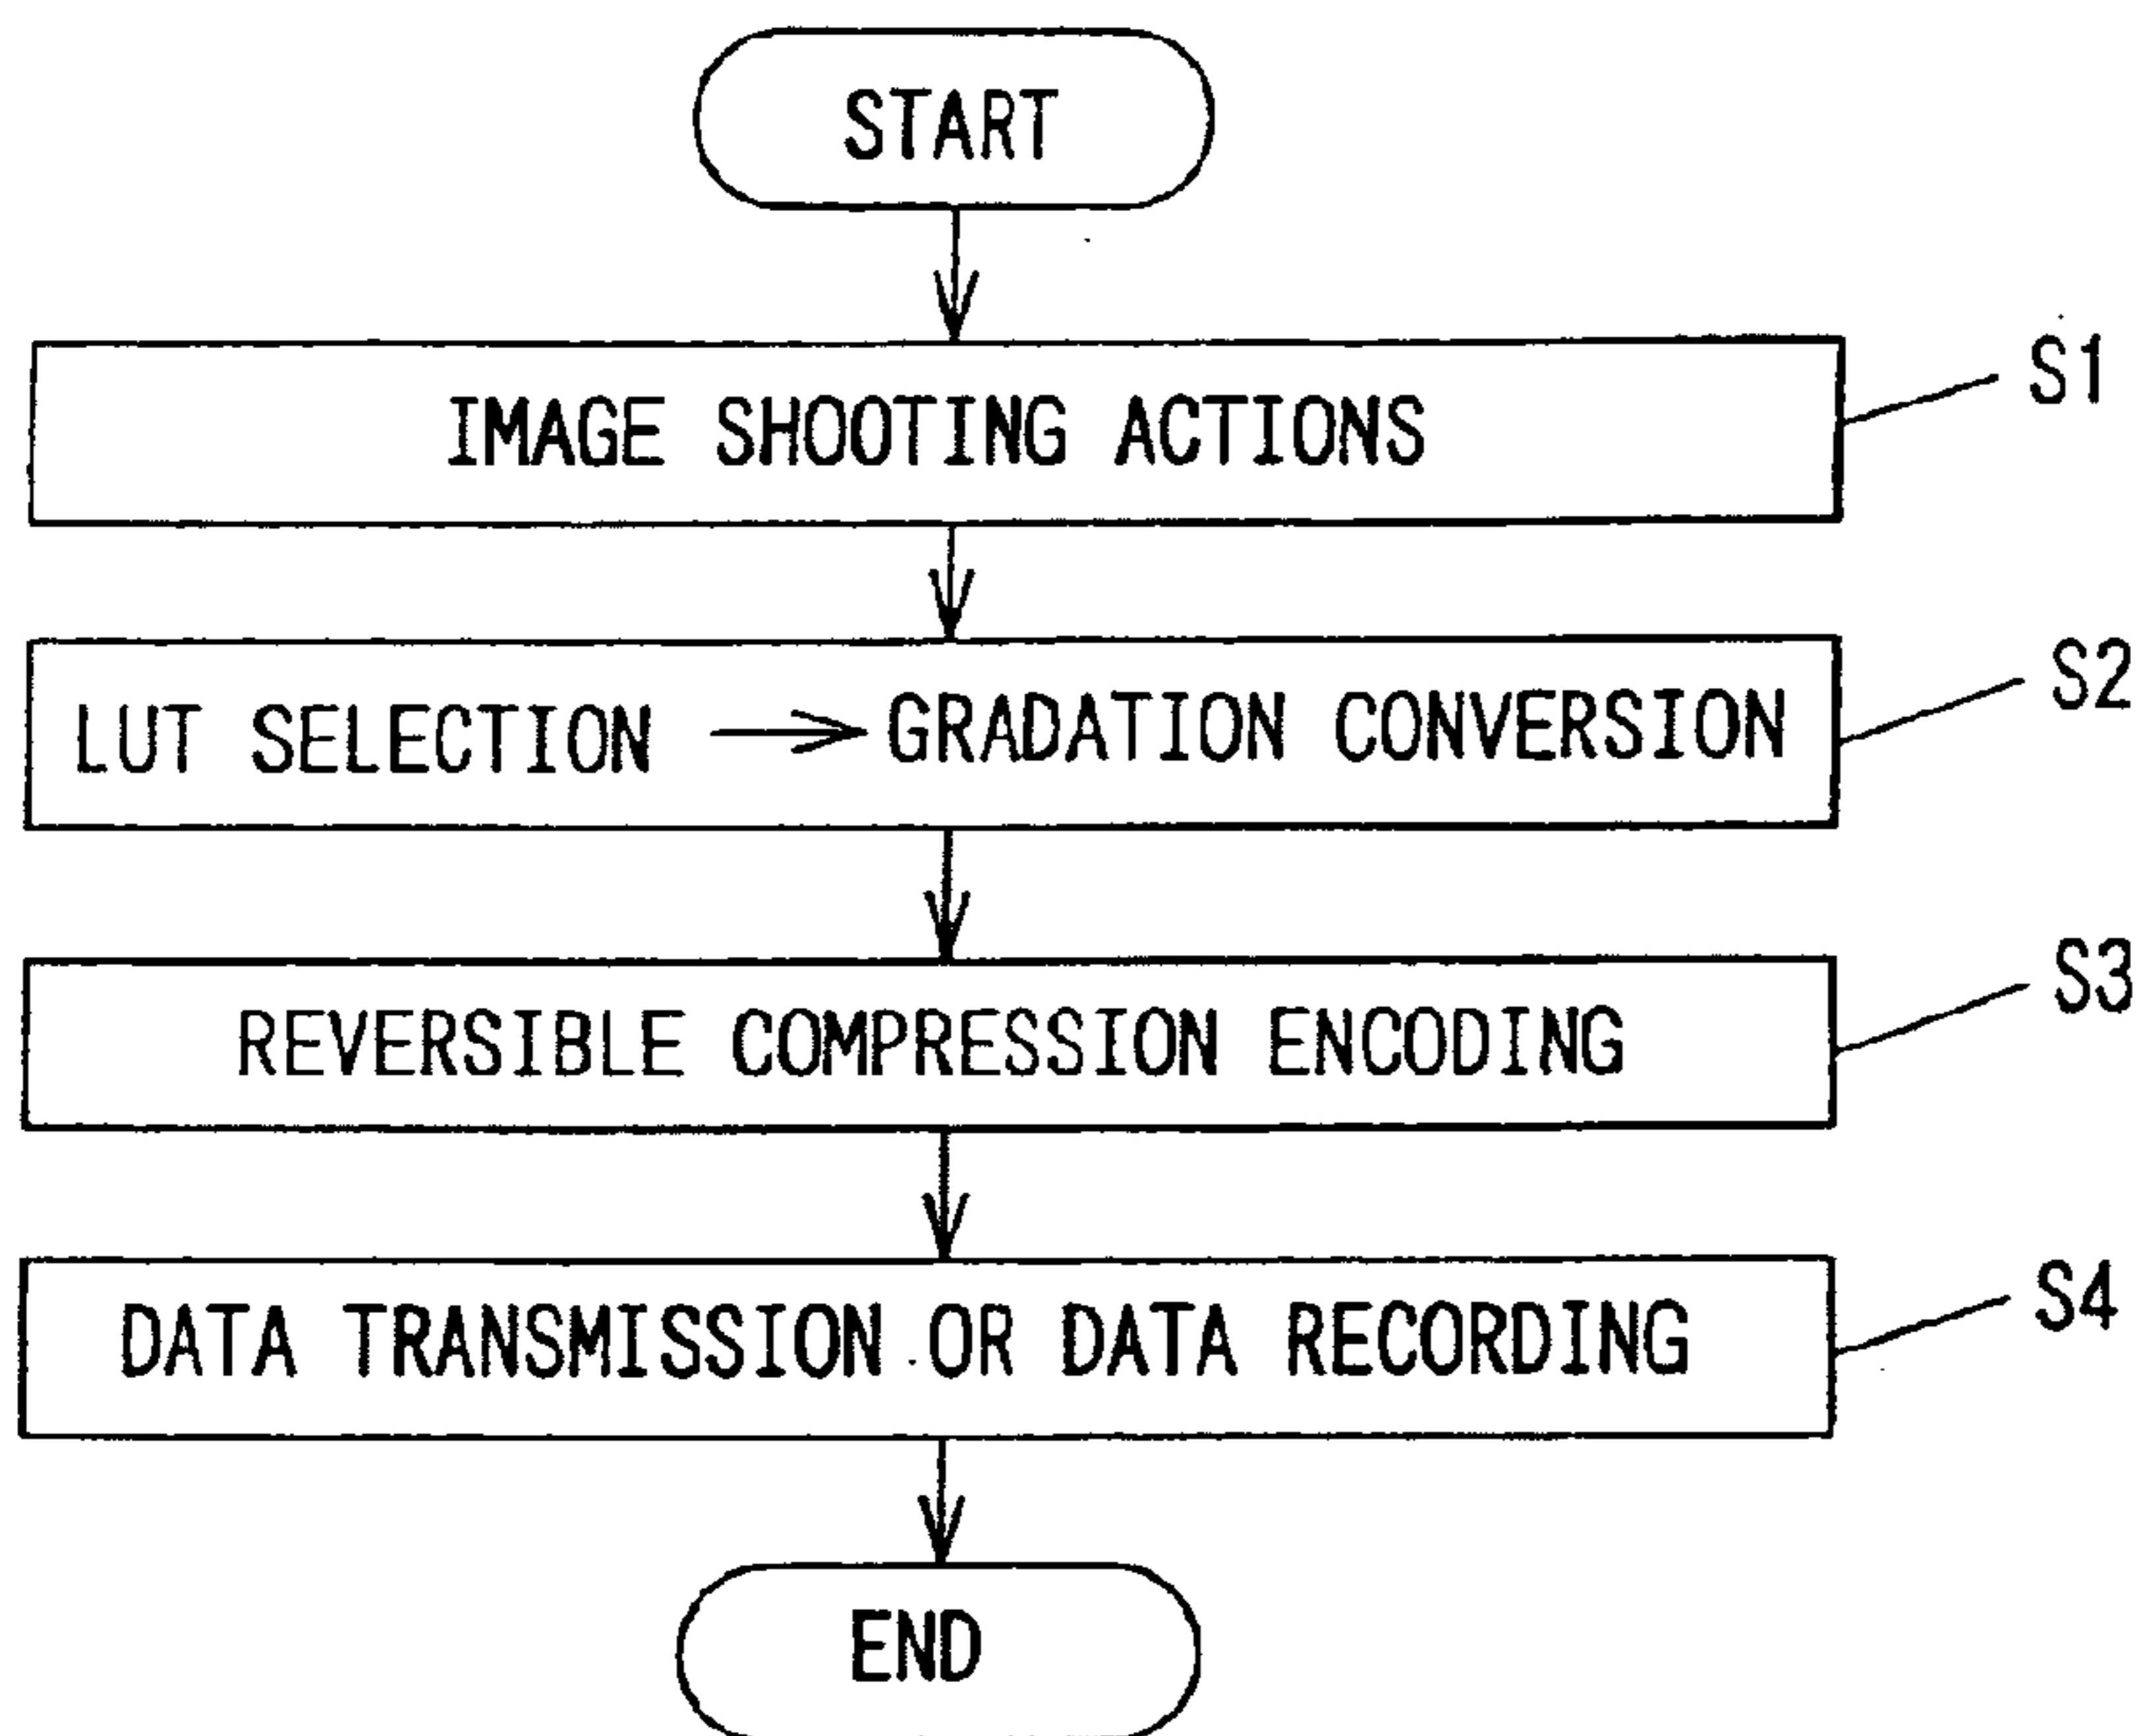 START
IMAGE SHOOTING ACTIONS
S1
LUT SELECTION → GRADATION CONVERSION
S2
REVERSIBLE COMPRESSION ENCODING
S3
DATA TRANSMISSION OR DATA RECORDING
S4
END